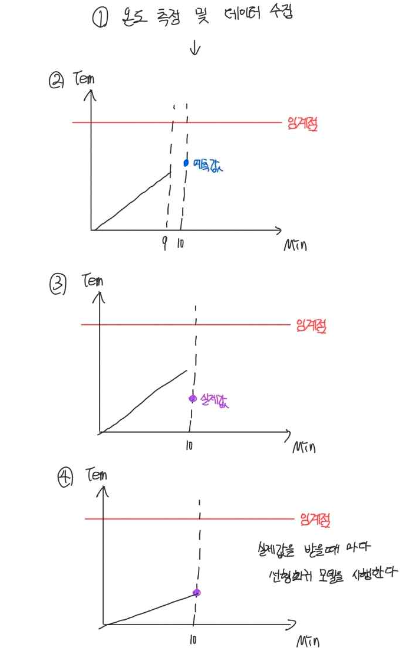 ① 온도 측정 및 데이터 수집
② Tem
임계점
예측값
9 10
Min
③ Tem
임계점
실제값
10
Min
④ Tem
임계점
실제값을 받을때 마다
선형회귀 모델을 시행한다
10
Min